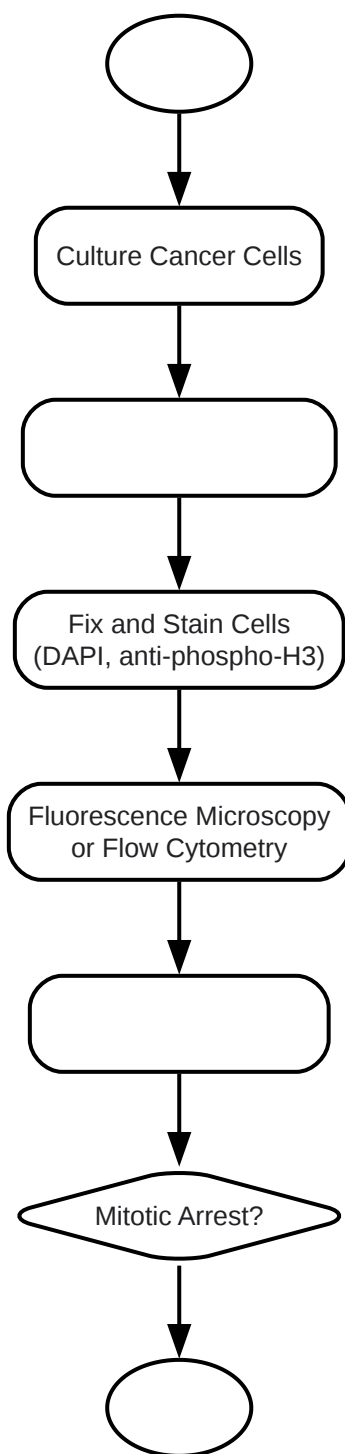 Culture Cancer Cells
Fix and Stain Cells
(DAPI, anti-phospho-H3)
Fluorescence Microscopy
or Flow Cytometry
Mitotic Arrest?